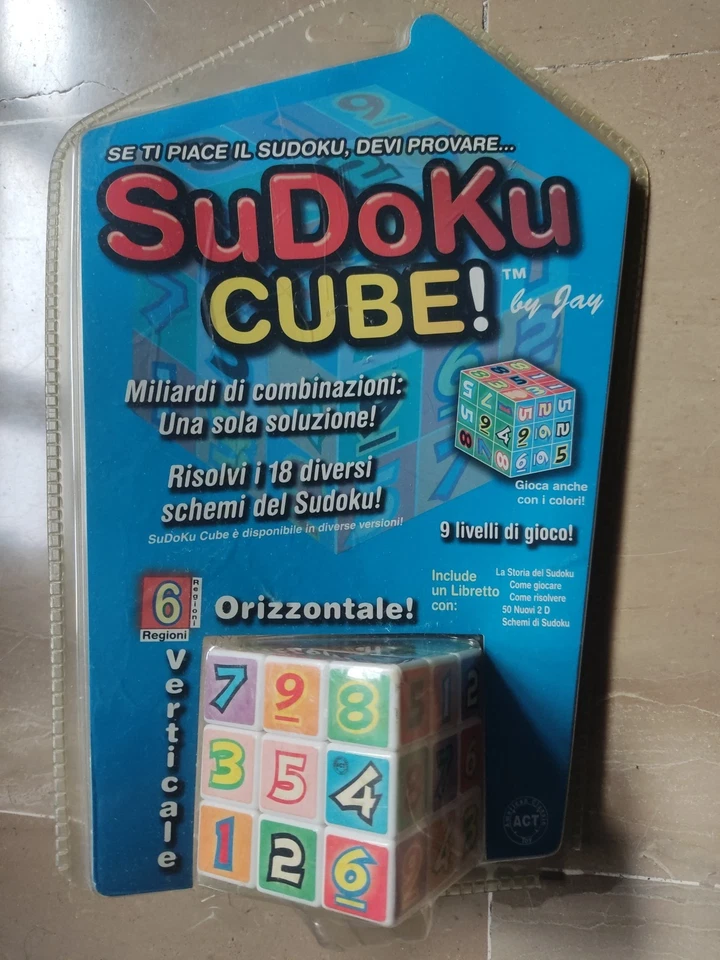 SE TI PIACE IL SUDOKU, DEVI PROVARE...
SuDoKu
CUBE!™
by Jay
Miliardi di combinazioni:
Una sola soluzione!
Risolvi i 18 diversi
schemi del Sudoku!
SuDoKu Cube è disponibile in diverse versioni!
Gioca anche
con i colori!
9 livelli di gioco!
Include
un Libretto
con:
La Storia del Sudoku
Come giocare
Come risolvere
50 Nuovi 2 D
Schemi di Sudoku
6
Regioni
Regioni
Orizzontale!
Verticale
7 9 8
3 5 4
1 2 6
ACT